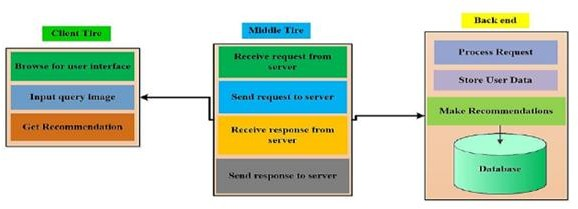 Client Tire
Browse for user interface
Input query image
Get Recommendation
Middle Tire
Receive request from
server
Send request to server
Receive response from
server
Send response to server
Back end
Process Request
Store User Data
Make Recommendations
Database